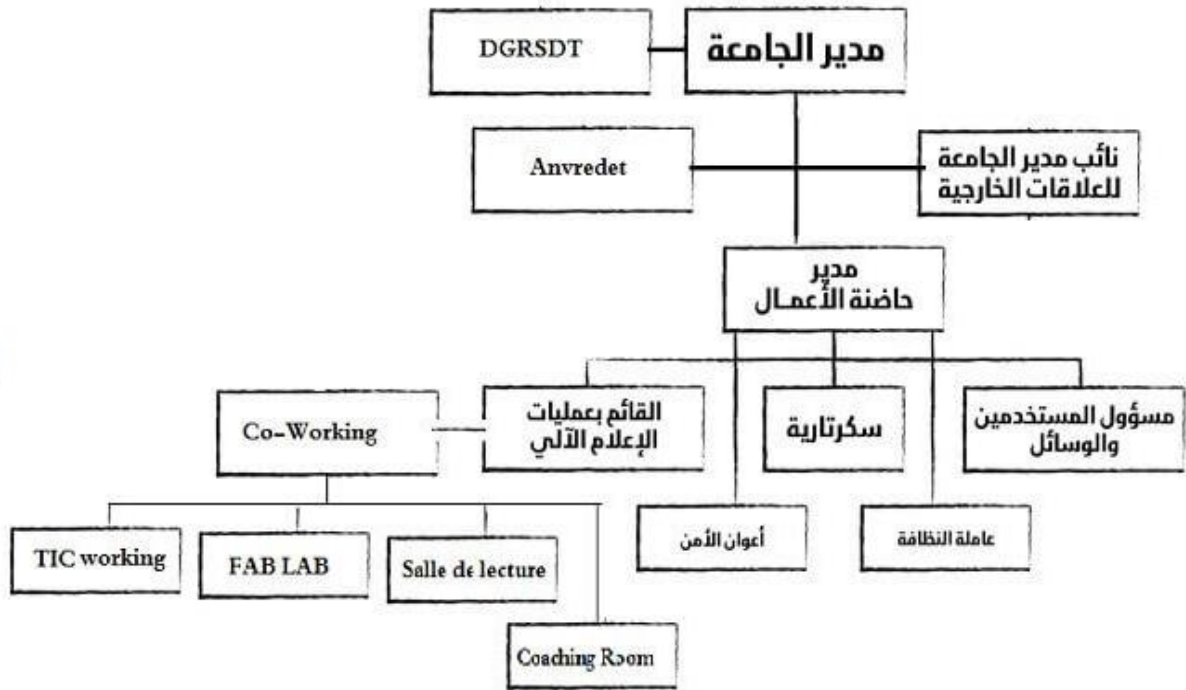 DGRSDT
مدير الجامعة
Anvredet
نائب مدير الجامعة
للعلاقات الخارجية
مدير
حاضنة الأعمـال
Co-Working
القائم بعمليات
الإعلام الآلي
سكرتارية
مسؤول المستخدمين
والوسائل
TIC working
FAB LAB
Salle de lecture
أعوان الأمن
عاملة النظافة
Coaching Room